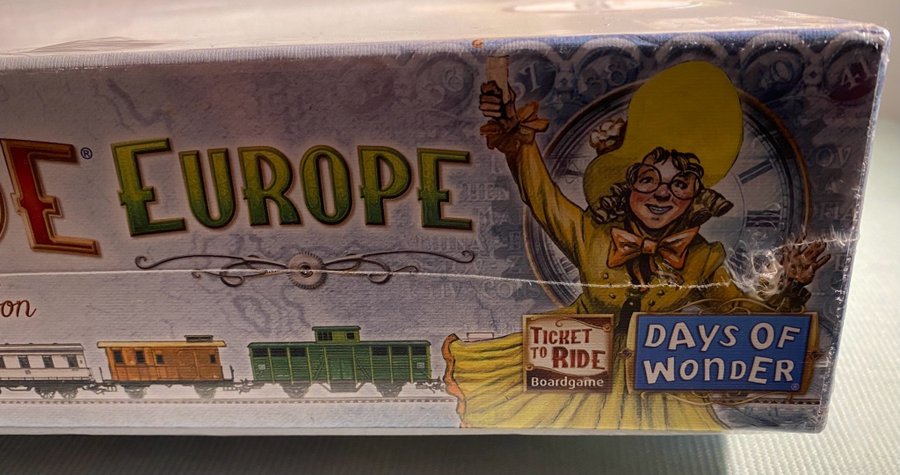 DE® EUROPE
on
TICKET
TO RIDE
Boardgame
DAYS OF
WONDER®